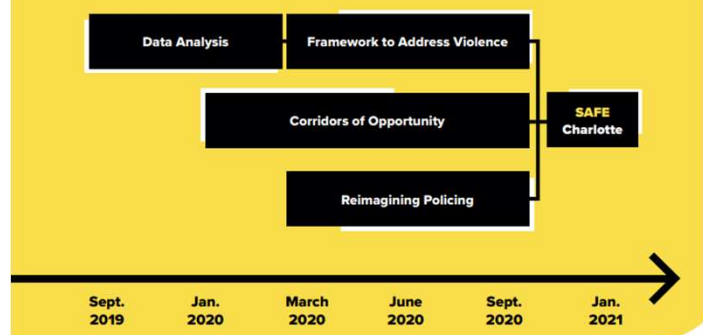 Data Analysis
Framework to Address Violence
Corridors of Opportunity
SAFE
Charlotte
Reimagining Policing
Sept.
2019
Jan.
2020
March
2020
June
2020
Sept.
2020
Jan.
2021